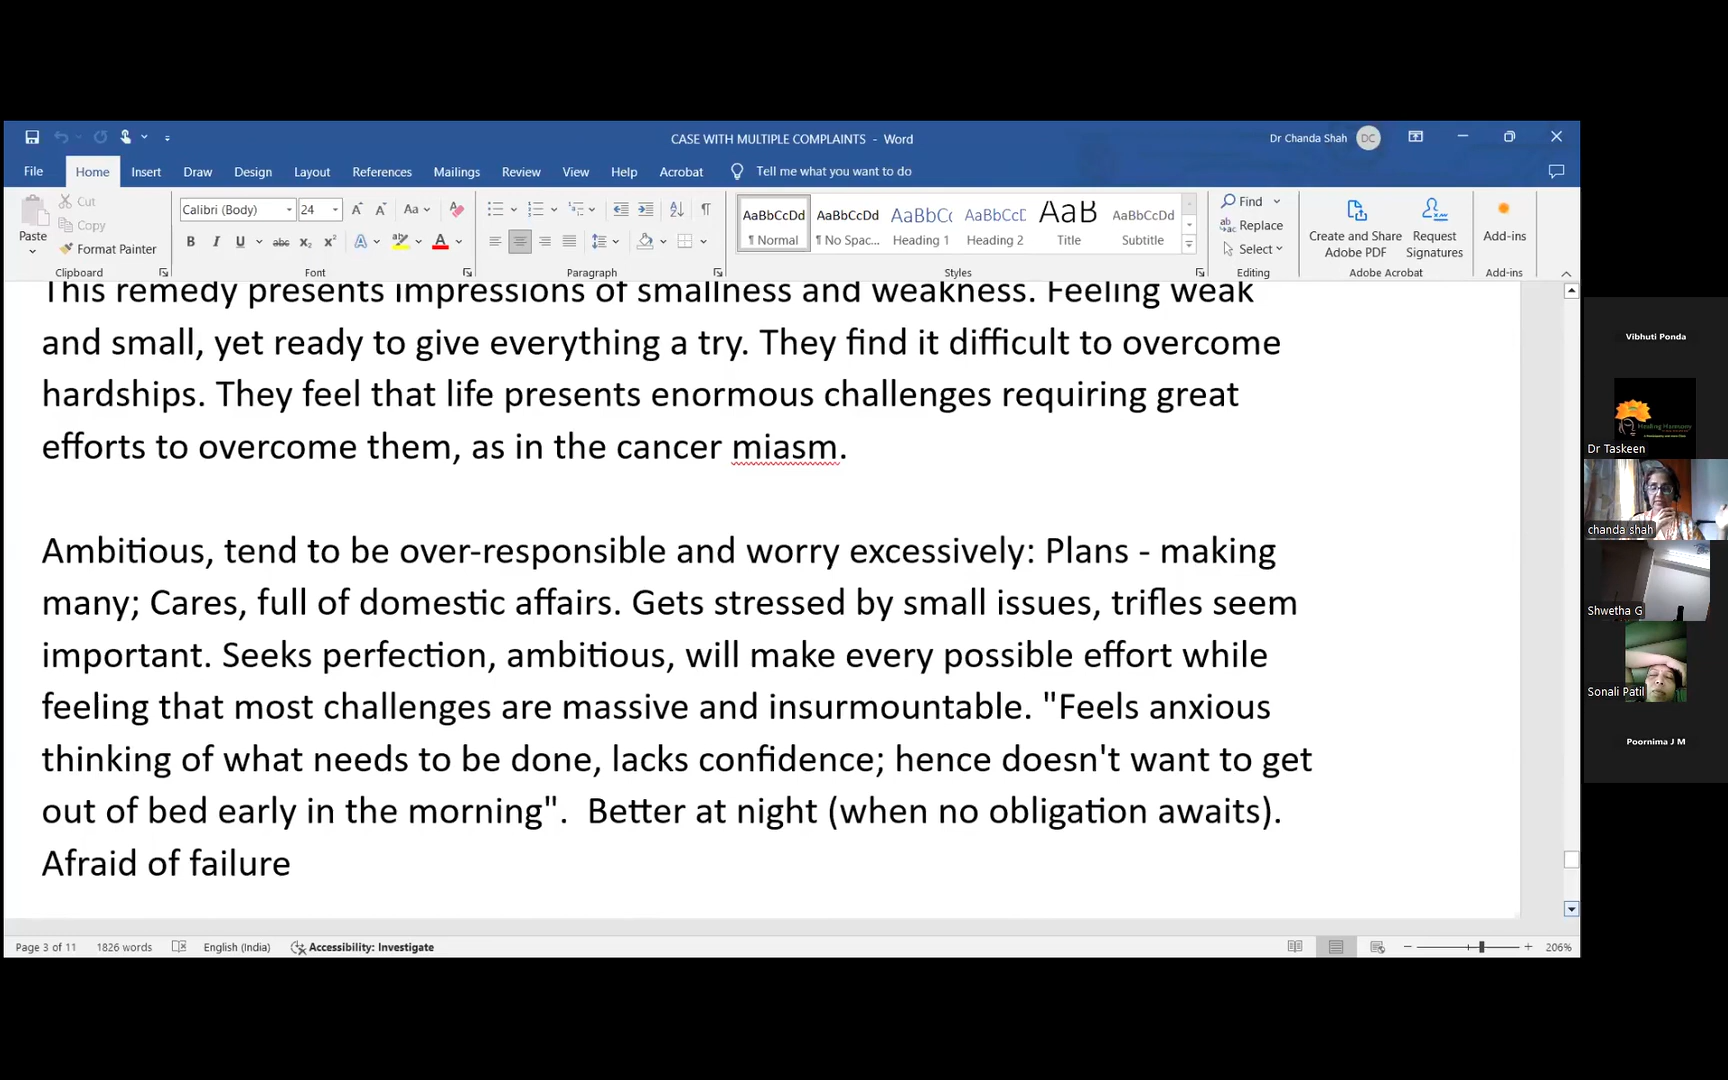 CASE WITH MULTIPLE COMPLAINTS - Word
Dr Chanda Shah DC
File Home Insert Draw Design Layout References Mailings Review View Help Acrobat Tell me what you want to do
Paste
Cut
Copy
Format Painter
Clipboard
Calibri (Body) 24
Font
Paragraph
AaBbCcDd ¶ Normal
AaBbCcDd ¶ No Spac...
AaBbC Heading 1
AaBbCcD Heading 2
AaB Title
AaBbCcDd Subtitle
Styles
Find
Replace
Select
Editing
Create and Share Adobe PDF
Request Signatures
Adobe Acrobat
Add-ins
Add-ins
This remedy presents impressions of smallness and weakness. Feeling weak
and small, yet ready to give everything a try. They find it difficult to overcome
hardships. They feel that life presents enormous challenges requiring great
efforts to overcome them, as in the cancer miasm.
Ambitious, tend to be over-responsible and worry excessively: Plans - making
many; Cares, full of domestic affairs. Gets stressed by small issues, trifles seem
important. Seeks perfection, ambitious, will make every possible effort while
feeling that most challenges are massive and insurmountable. "Feels anxious
thinking of what needs to be done, lacks confidence; hence doesn't want to get
out of bed early in the morning".  Better at night (when no obligation awaits).
Afraid of failure
Page 3 of 11 1826 words English (India) Accessibility: Investigate 206%
Vibhuti Ponda
Healing Harmony
Dr Taskeen
chanda shah
Shwetha G
Sonali Patil
Poornima J M